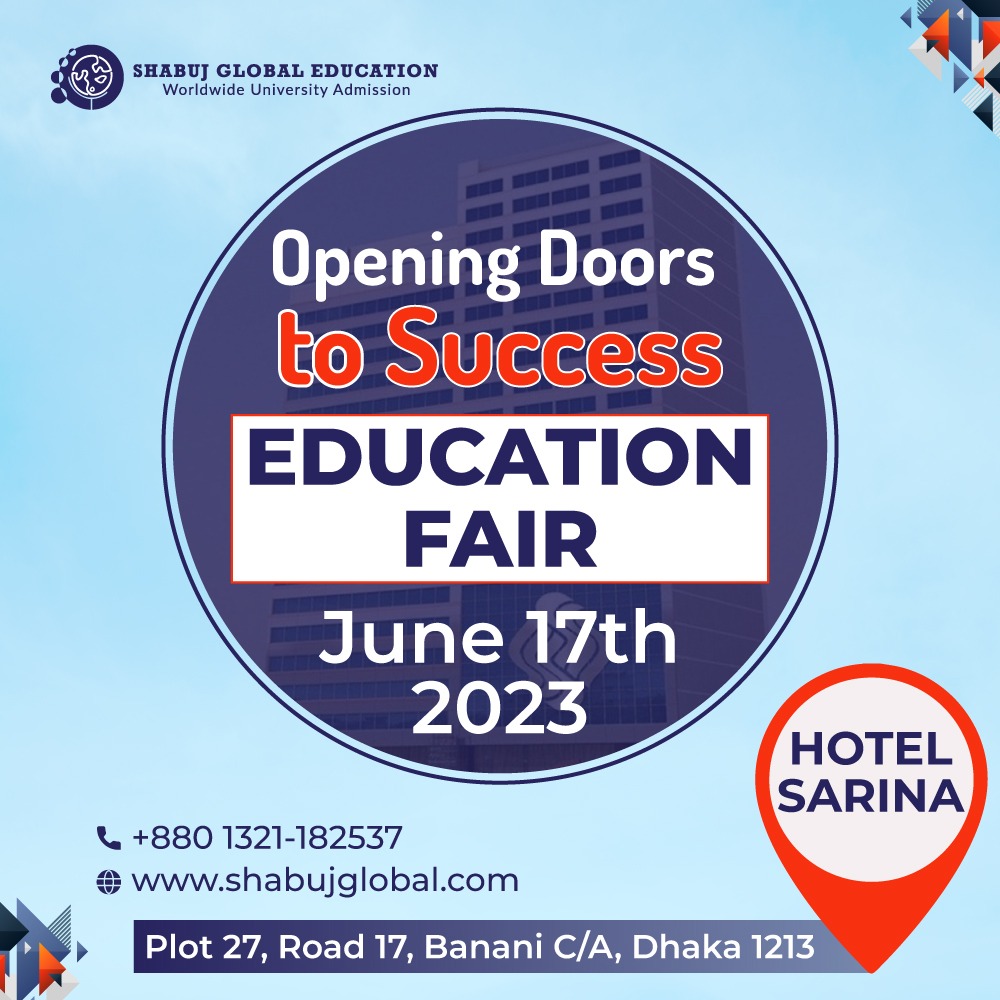 SHABUJ GLOBAL EDUCATION
Worldwide University Admission
Opening Doors
to Success
EDUCATION
FAIR
June 17th
2023
HOTEL
SARINA
+880 1321-182537
www.shabujglobal.com
Plot 27, Road 17, Banani C/A, Dhaka 1213